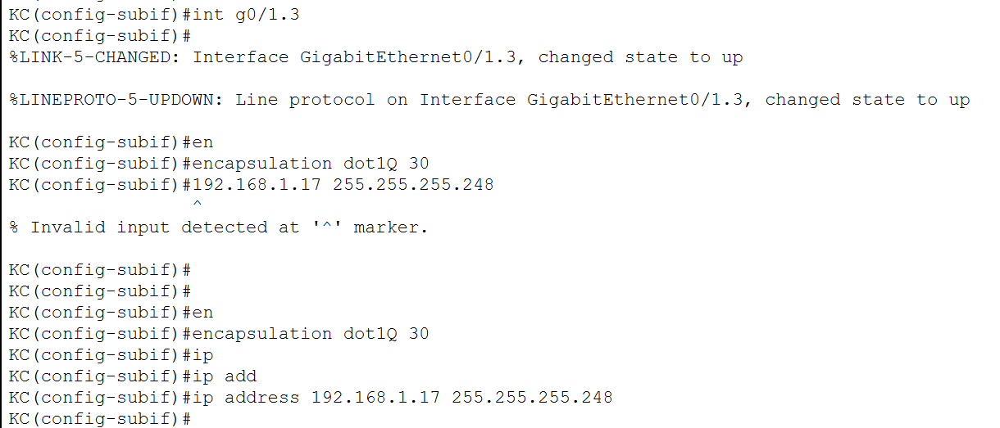 KC(config-subif)#int g0/1.3
KC(config-subif)#
%LINK-5-CHANGED: Interface GigabitEthernet0/1.3, changed state to up
%LINEPROTO-5-UPDOWN: Line protocol on Interface GigabitEthernet0/1.3, changed state to up
KC(config-subif)#en
KC(config-subif)#encapsulation dot1Q 30
KC(config-subif)#192.168.1.17 255.255.255.248
^
% Invalid input detected at '^' marker.
KC(config-subif)#
KC(config-subif)#
KC(config-subif)#en
KC(config-subif)#encapsulation dot1Q 30
KC(config-subif)#ip
KC(config-subif)#ip add
KC(config-subif)#ip address 192.168.1.17 255.255.255.248
KC(config-subif)#